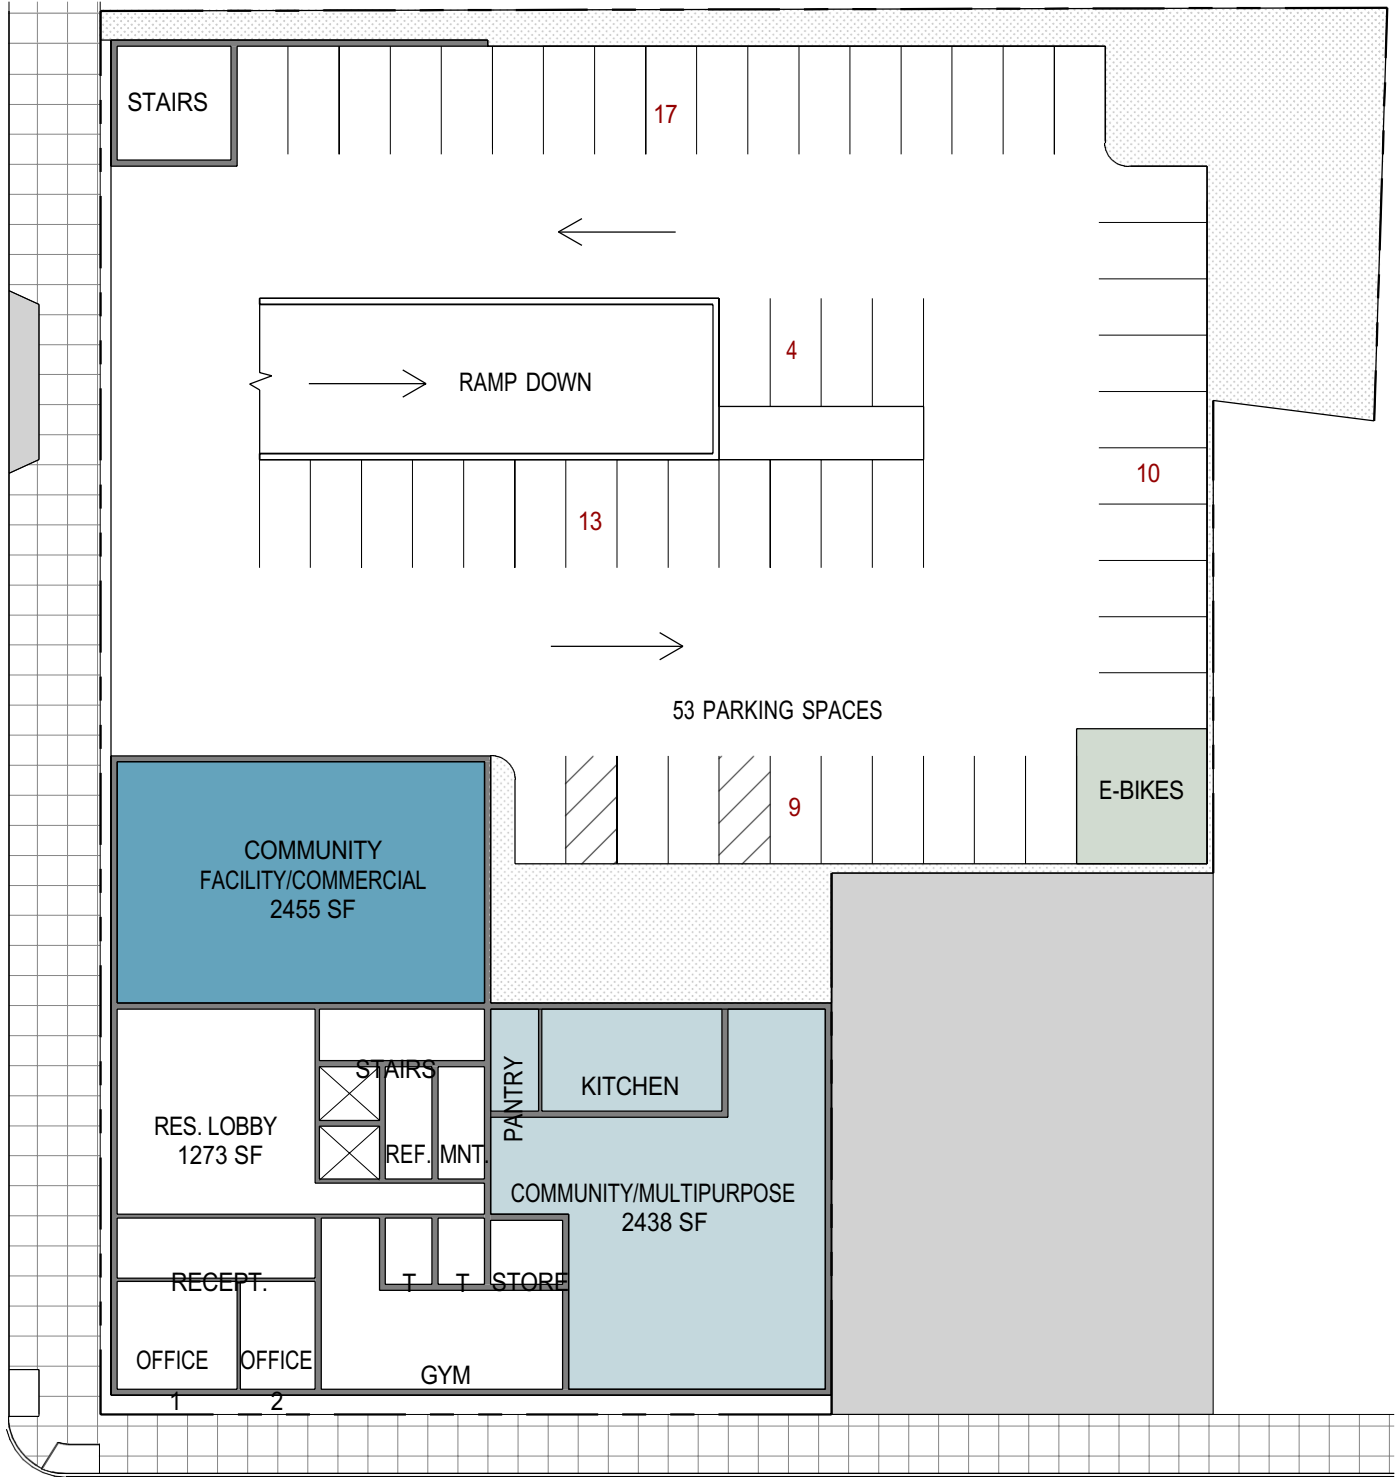 STAIRS
17
4
RAMP DOWN
10
13
53 PARKING SPACES
E-BIKES
9
COMMUNITY
FACILITY/COMMERCIAL
2455 SF
STAIRS
PANTRY
KITCHEN
RES. LOBBY
1273 SF
REF.
MNT.
COMMUNITY/MULTIPURPOSE
2438 SF
RECEPT.
T
T
STORE
OFFICE
1
OFFICE
2
GYM